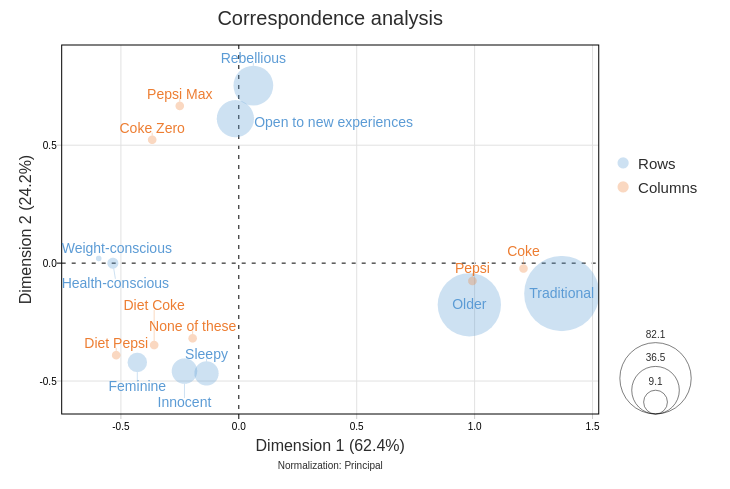 Correspondence analysis
Rebellious
Pepsi Max
Open to new experiences
Coke Zero
0.5
Rows
Columns
Dimension 2 (24.2%)
Weight-conscious
Coke
0.0
Pepsi
Health-conscious
Traditional
Older
Diet Coke
None of these
Diet Pepsi
Sleepy
82.1
36.5
9.1
-0.5
Feminine
Innocent
-0.5
0.0
0.5
1.0
1.5
Dimension 1 (62.4%)
Normalization: Principal